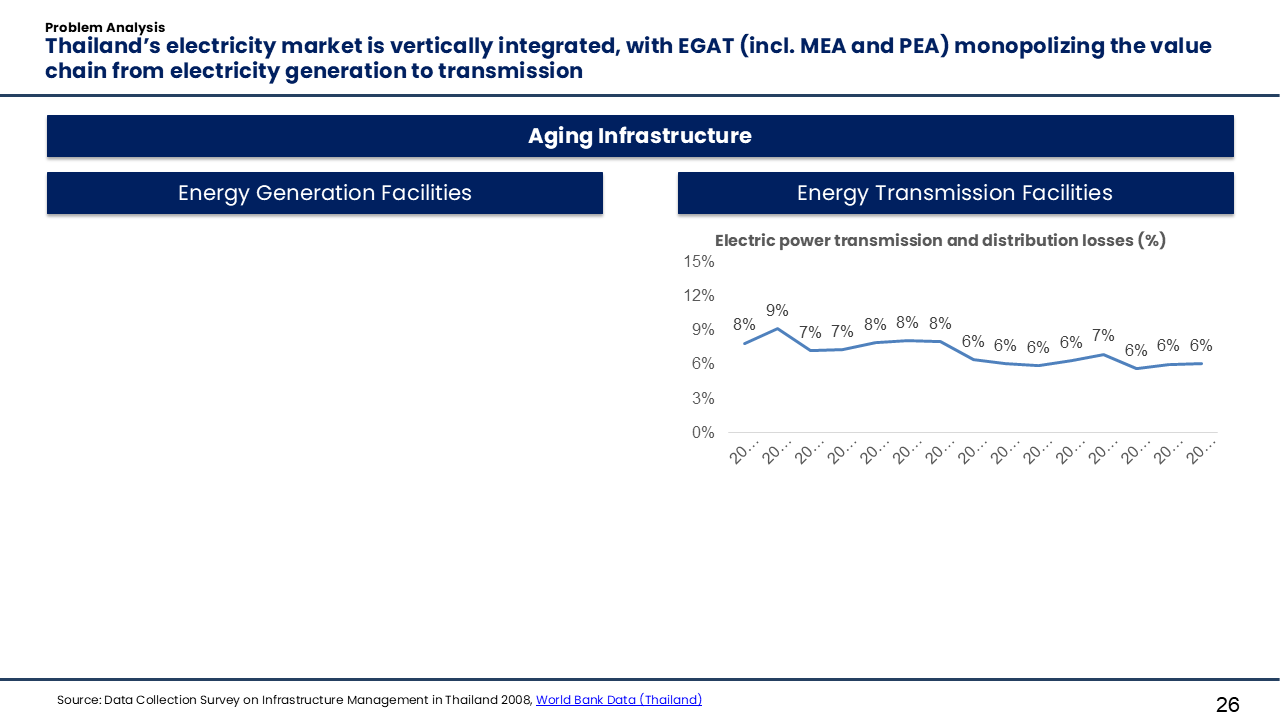 Problem Analysis
Thailand’s electricity market is vertically integrated, with EGAT (incl. MEA and PEA) monopolizing the value
chain from electricity generation to transmission
Aging Infrastructure
Energy Generation Facilities
Energy Transmission Facilities
Electric power transmission and distribution losses (%)
15%
12%
9%
6%
3%
0%
8% 9% 7% 7% 8% 8% 8% 6% 6% 6% 6% 7% 6% 6% 6%
20… 20… 20… 20… 20… 20… 20… 20… 20… 20… 20… 20… 20… 20… 20…
Source: Data Collection Survey on Infrastructure Management in Thailand 2008, World Bank Data (Thailand)
26